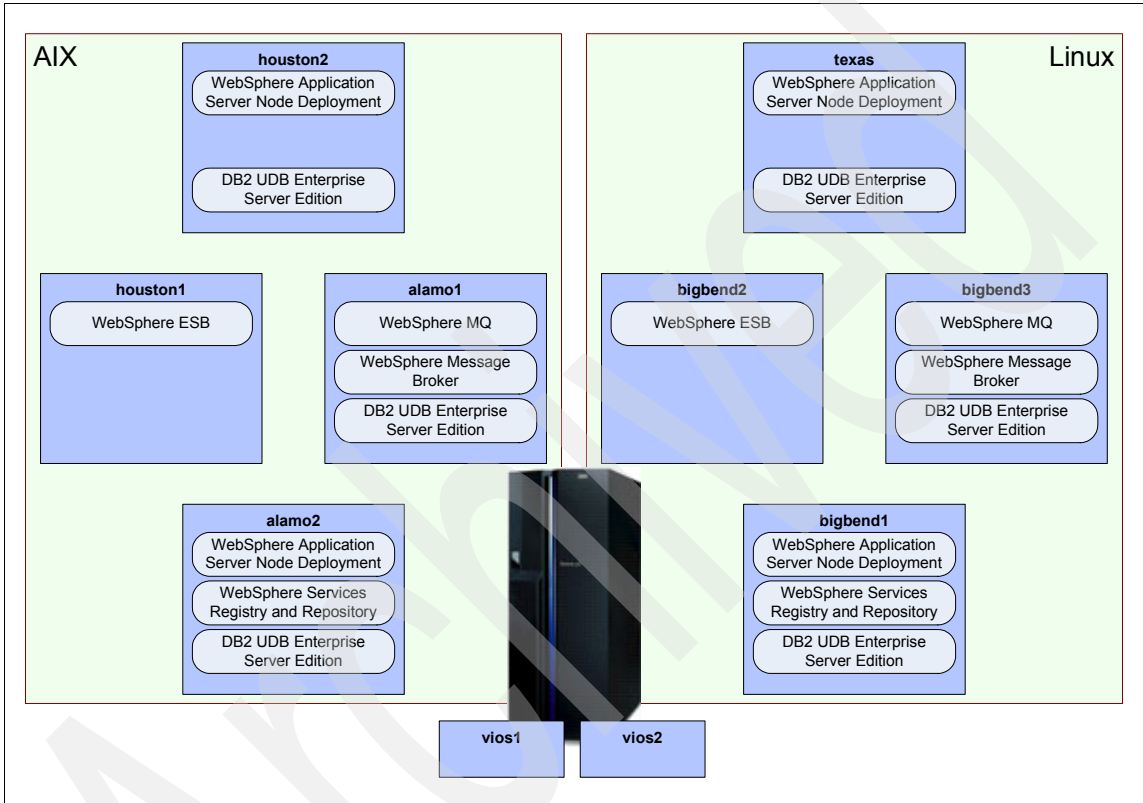 AIX
houston2
WebSphere Application
Server Node Deployment
DB2 UDB Enterprise
Server Edition
houston1
WebSphere ESB
alamo1
WebSphere MQ
WebSphere Message
Broker
DB2 UDB Enterprise
Server Edition
alamo2
WebSphere Application
Server Node Deployment
WebSphere Services
Registry and Repository
DB2 UDB Enterprise
Server Edition
Linux
texas
WebSphere Application
Server Node Deployment
DB2 UDB Enterprise
Server Edition
bigbend2
WebSphere ESB
bigbend3
WebSphere MQ
WebSphere Message
Broker
DB2 UDB Enterprise
Server Edition
bigbend1
WebSphere Application
Server Node Deployment
WebSphere Services
Registry and Repository
DB2 UDB Enterprise
Server Edition
vios1
vios2
Archived